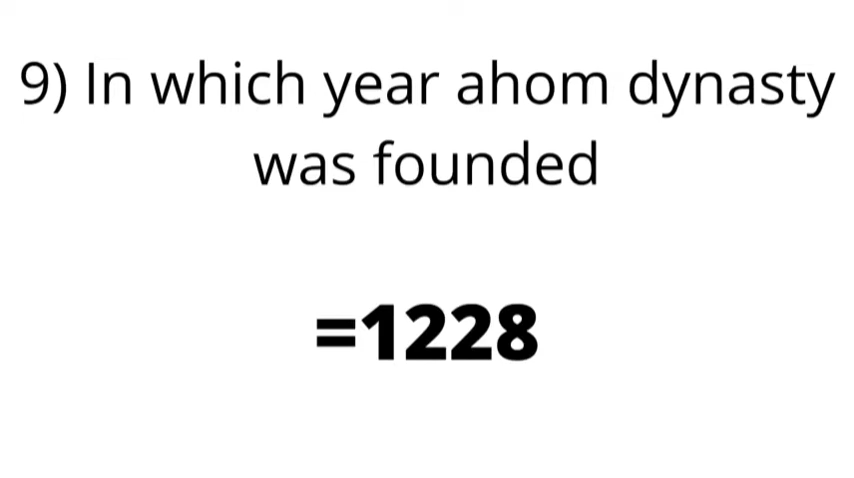 9) In which year ahom dynasty
was founded
=1228